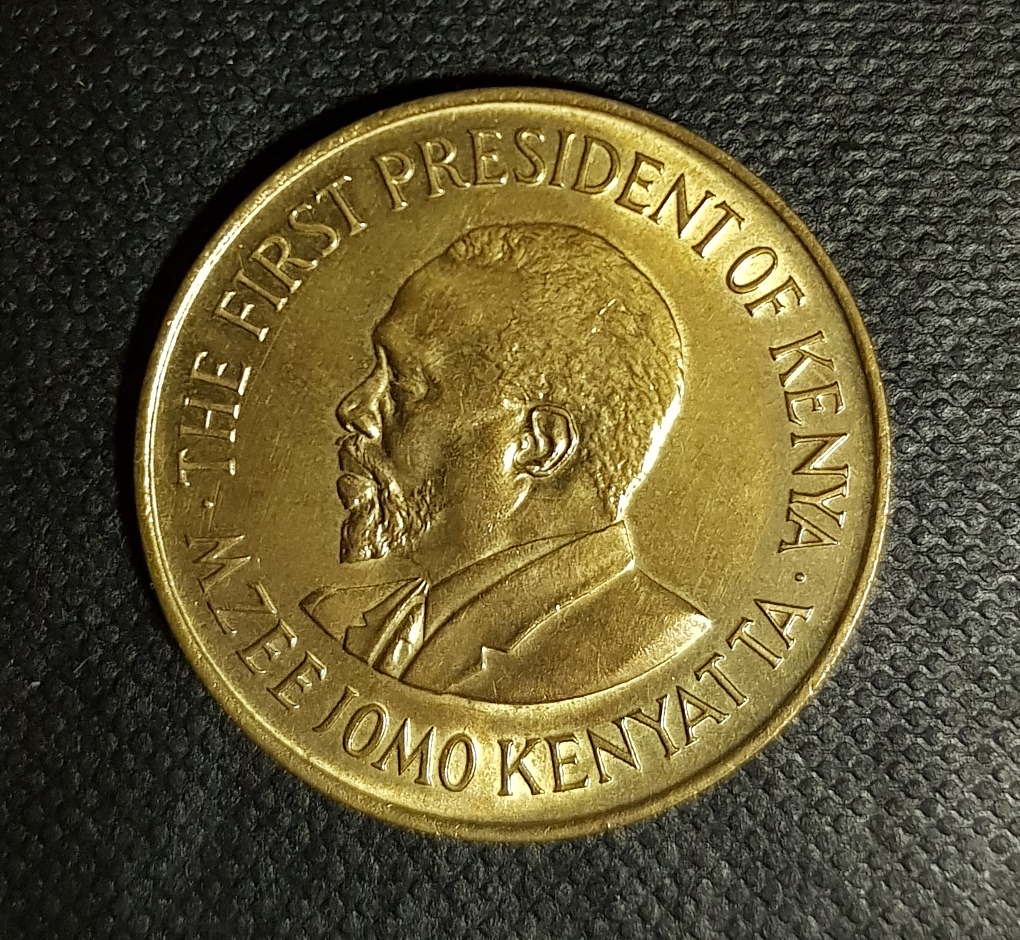 · THE FIRST PRESIDENT OF KENYA ·
MZEE JOMO KENYATTA